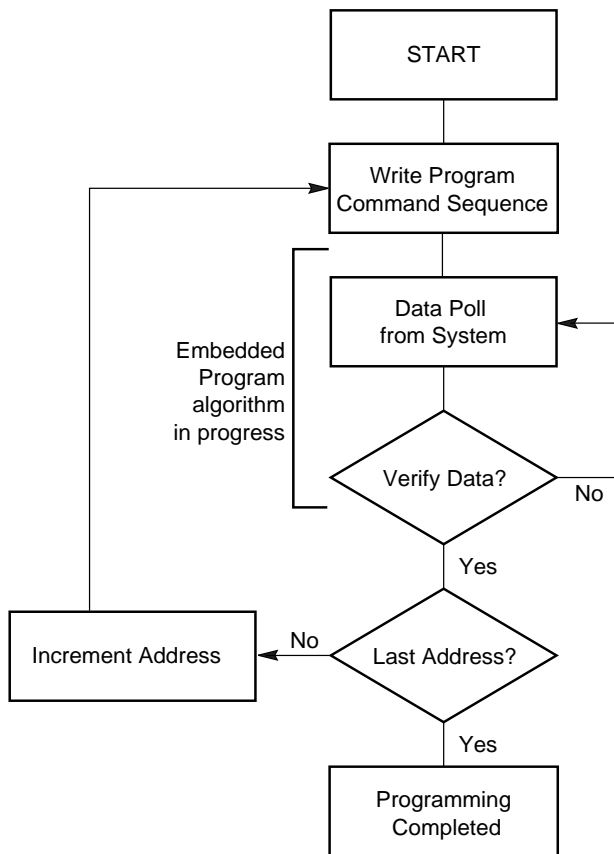 START
Write Program
Command Sequence
Data Poll
from System
Embedded
Program
algorithm
in progress
Verify Data?
No
Yes
Increment Address
No
Last Address?
Yes
Programming
Completed